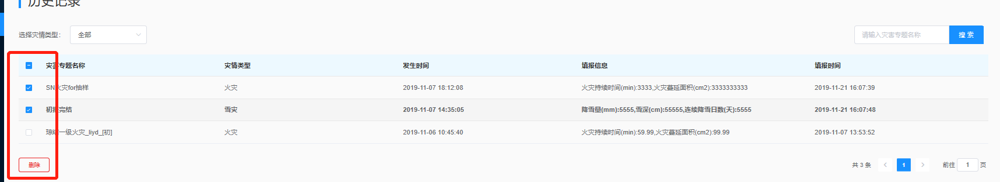 历史记录
选择灾情类型： 全部 请输入灾害专题名称 搜 索
灾害专题名称 灾情类型 发生时间 填报信息 填报时间
SN火灾for抽样 火灾 2019-11-07 18:12:08 火灾持续时间(min):3333,火灾蔓延面积(cm2):3333333333 2019-11-21 16:07:39
初报完结 雪灾 2019-11-07 14:35:05 降雪量(mm):5555,雪深(cm):55555,连续降雪日数(天):5555 2019-11-21 16:07:48
琼结一级火灾_liyd_[初] 火灾 2019-11-06 10:45:40 火灾持续时间(min):59.99,火灾蔓延面积(cm2):99.99 2019-11-07 13:53:52
删除 共 3 条 1 前往 1 页